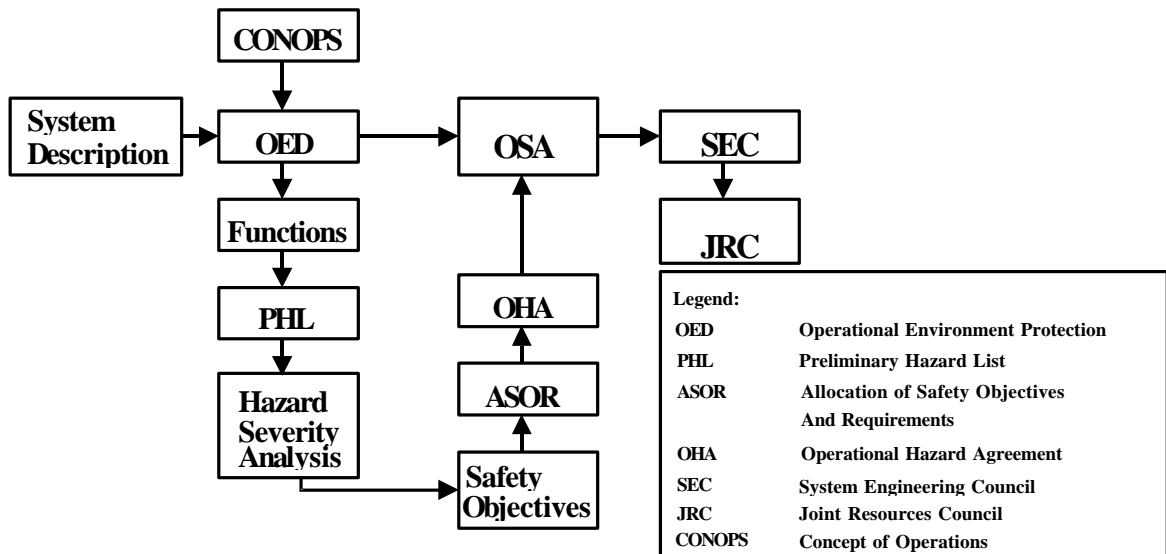 CONOPS
System
Description
OED
OSA
SEC
Functions
JRC
PHL
OHA
Hazard
Severity
Analysis
ASOR
Safety
Objectives
Legend:
OED Operational Environment Protection
PHL Preliminary Hazard List
ASOR Allocation of Safety Objectives
And Requirements
OHA Operational Hazard Agreement
SEC System Engineering Council
JRC Joint Resources Council
CONOPS Concept of Operations